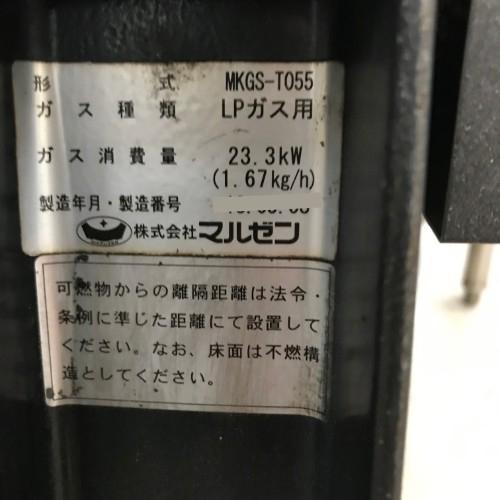 形式 MKGS-T055
ガス種類 LPガス用
ガス消費量 23.3kW
(1.67kg/h)
製造年月・製造番号
株式会社マルゼン
可燃物からの離隔距離は法令・
条例に準じた距離にて設置して
ください。なお、床面は不燃構
造としてください。